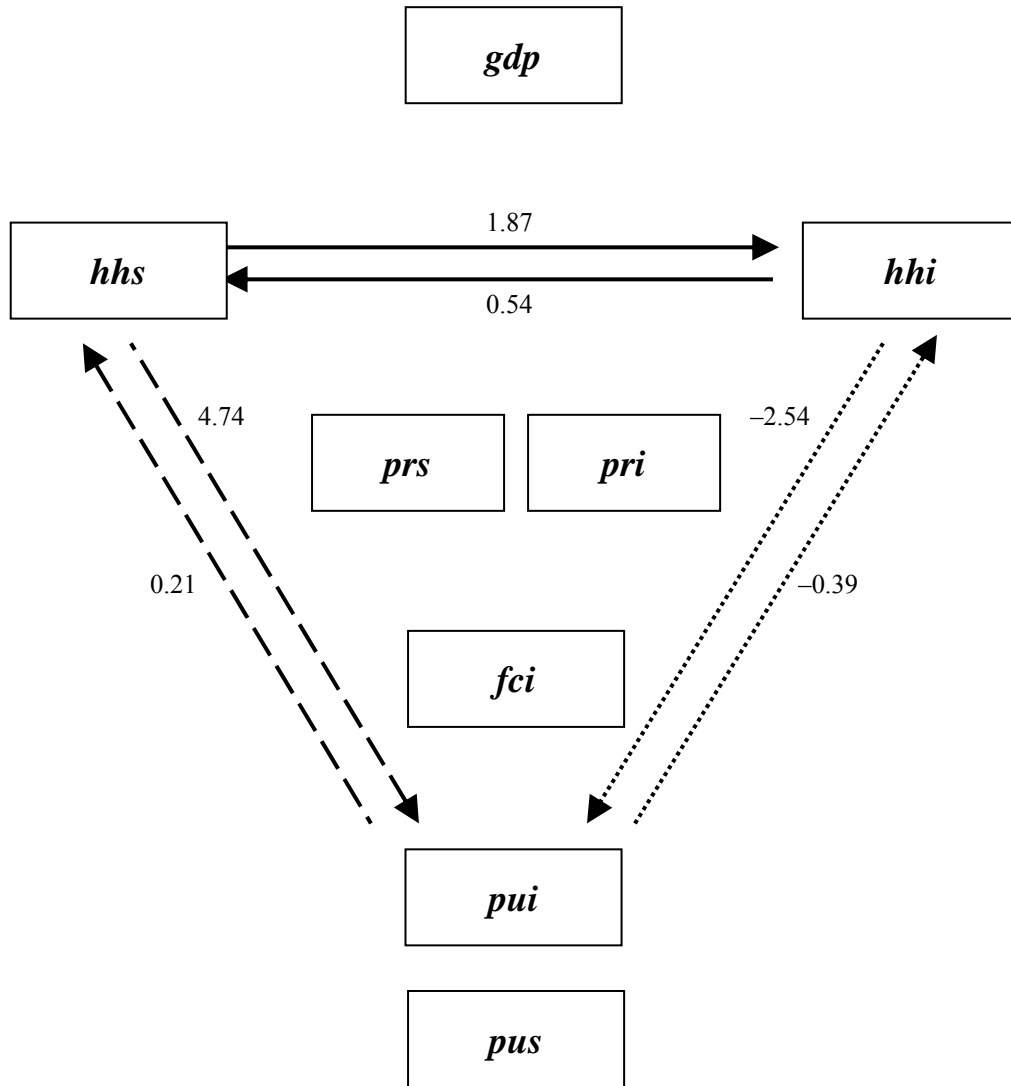 gdp
1.87
hhs
hhi
0.54
4.74
–2.54
prs
pri
0.21
–0.39
fci
pui
pus